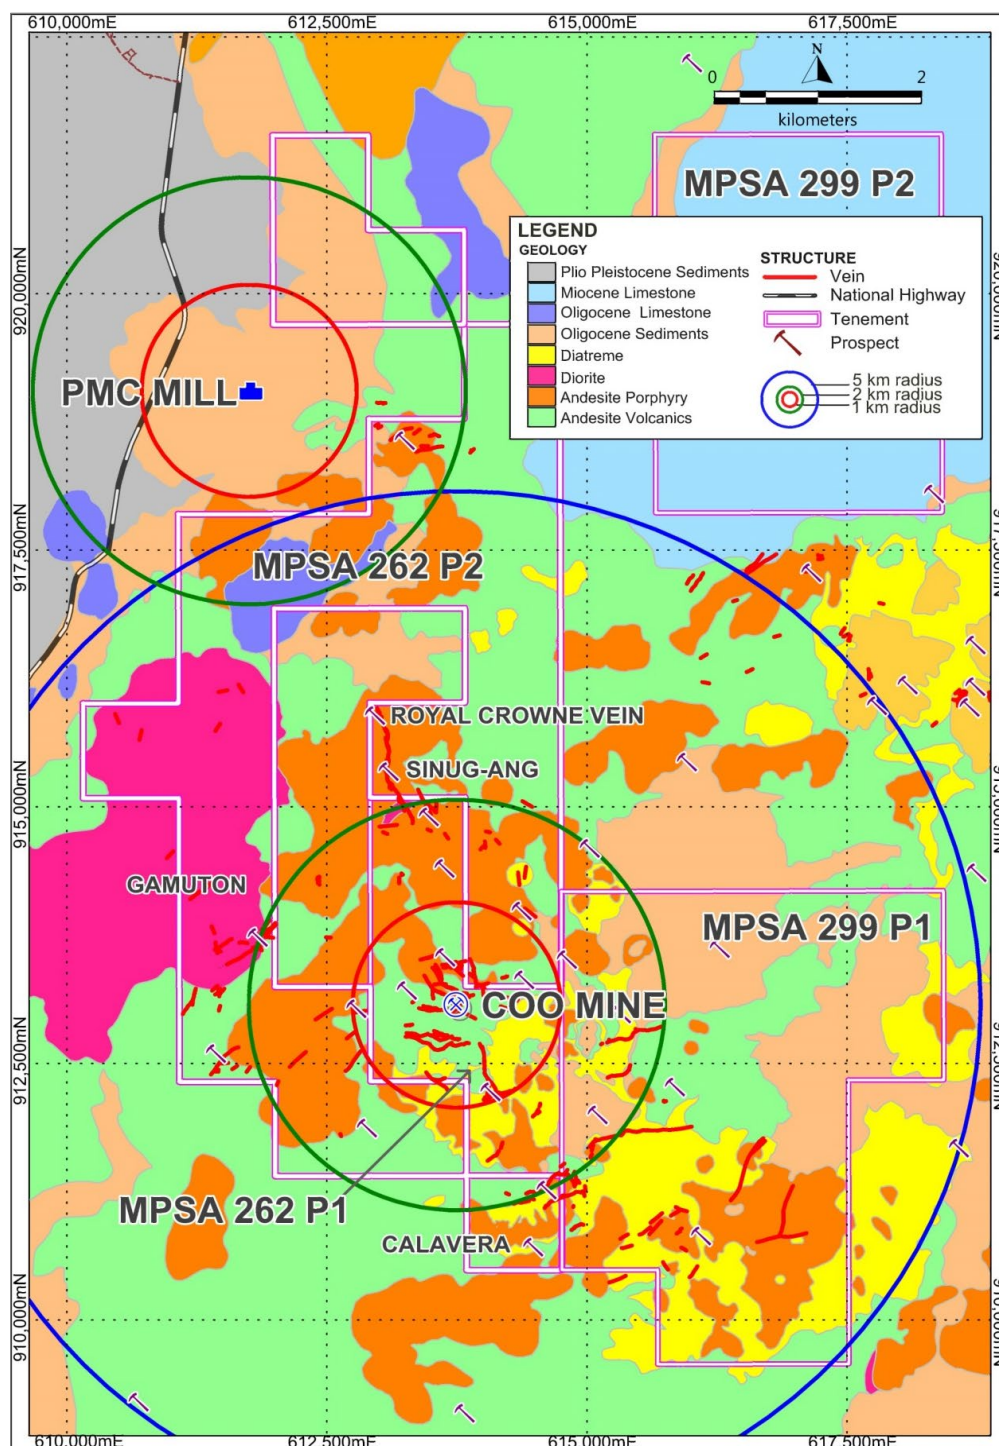 610,000mE 612,500mE 615,000mE 617,500mE
N
0 2
kilometers
MPSA 299 P2
LEGEND
GEOLOGY
Plio Pleistocene Sediments
Miocene Limestone
Oligocene Limestone
Oligocene Sediments
Diatreme
Diorite
Andesite Porphyry
Andesite Volcanics
STRUCTURE
Vein
National Highway
Tenement
Prospect
5 km radius
2 km radius
1 km radius
920,000mN
PMC MILL
917,500mN
MPSA 262 P2
ROYAL CROWNE VEIN
SINUG-ANG
915,000mN
GAMUTON
MPSA 299 P1
COO MINE
912,500mN
MPSA 262 P1
CALAVERA
910,000mN
610,000mE 612,500mE 615,000mE 617,500mE